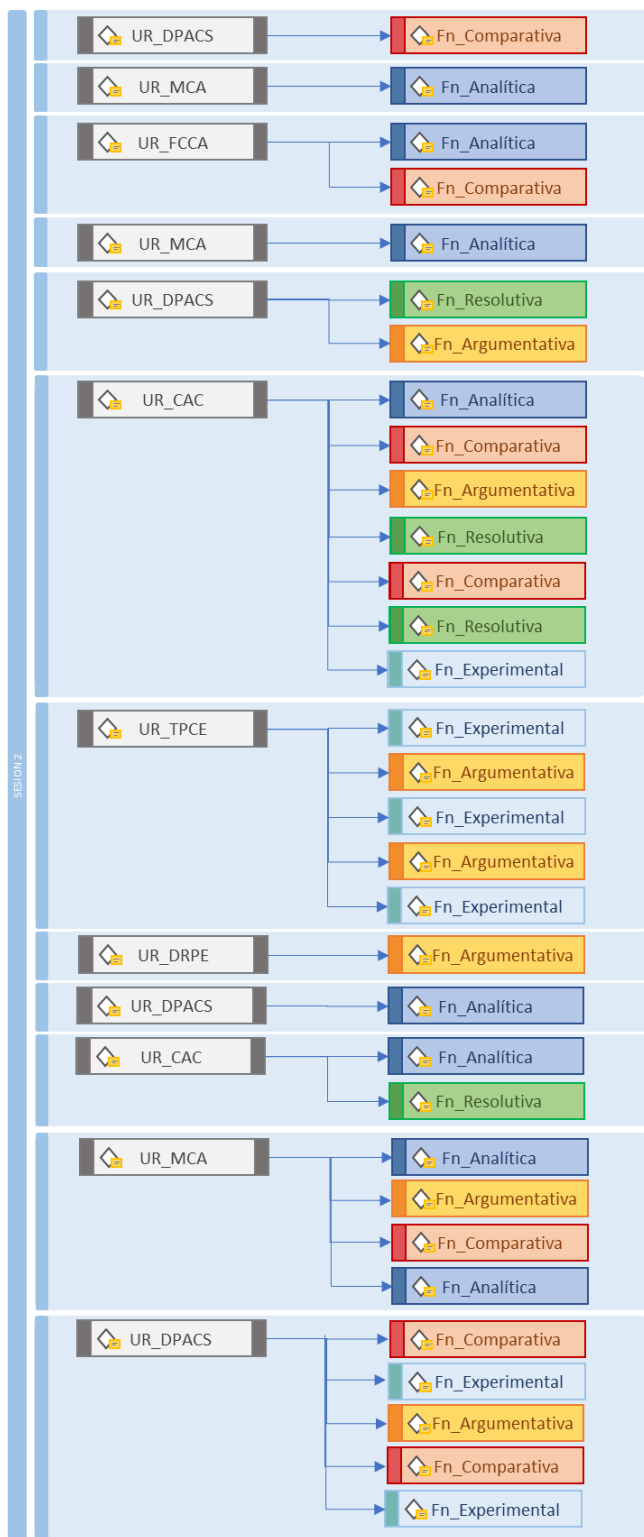 SESION 2
UR_DPACS Fn_Comparativa
UR_MCA Fn_Analítica
UR_FCCA Fn_Analítica
Fn_Comparativa
UR_MCA Fn_Analítica
UR_DPACS Fn_Resolutiva
Fn_Argumentativa
UR_CAC Fn_Analítica
Fn_Comparativa
Fn_Argumentativa
Fn_Resolutiva
Fn_Comparativa
Fn_Resolutiva
Fn_Experimental
UR_TPCE Fn_Experimental
Fn_Argumentativa
Fn_Experimental
Fn_Argumentativa
Fn_Experimental
UR_DRPE Fn_Argumentativa
UR_DPACS Fn_Analítica
UR_CAC Fn_Analítica
Fn_Resolutiva
UR_MCA Fn_Analítica
Fn_Argumentativa
Fn_Comparativa
Fn_Analítica
UR_DPACS Fn_Comparativa
Fn_Experimental
Fn_Argumentativa
Fn_Comparativa
Fn_Experimental